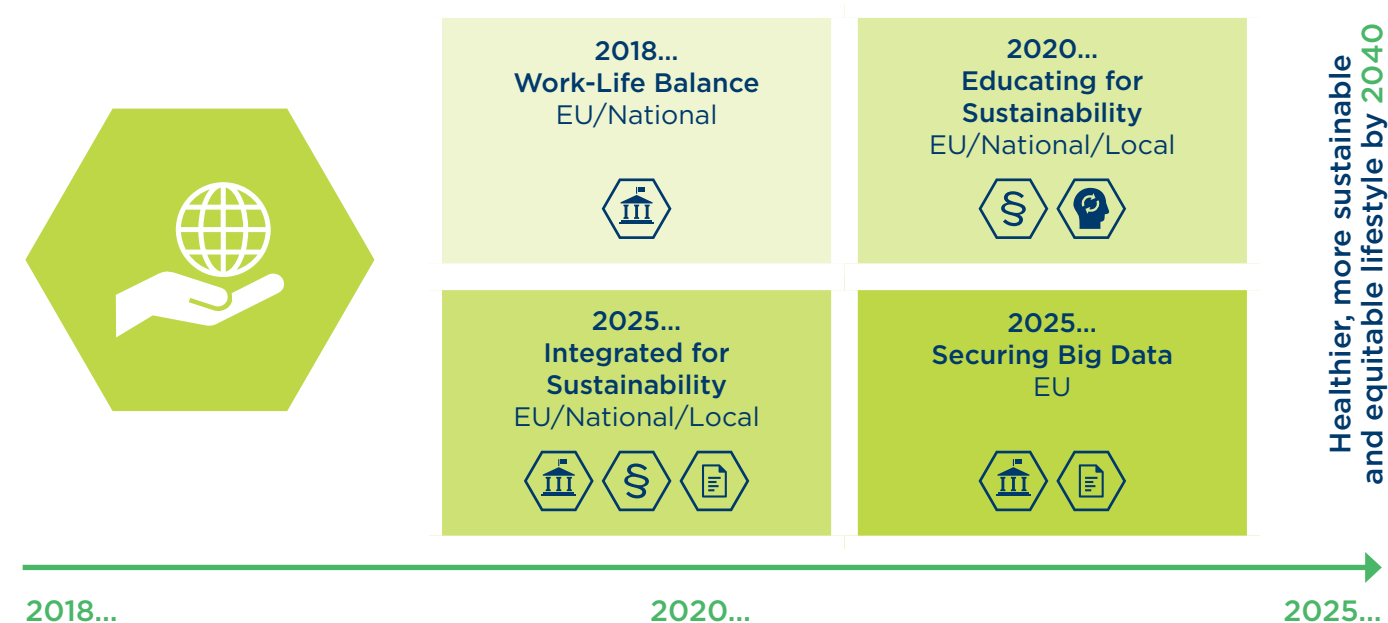 2018...
Work-Life Balance
EU/National
2020...
Educating for
Sustainability
EU/National/Local
§
2025...
Integrated for
Sustainability
EU/National/Local
§
2025...
Securing Big Data
EU
Healthier, more sustainable
and equitable lifestyle by 2040
2018...
2020...
2025...